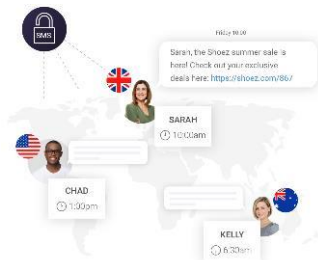 SMS
Friday 10:00
Sarah, the Shoez summer sale is
here! Check out your exclusive
deals here: https://shoez.com/867
SARAH
10:00am
CHAD
1:00pm
KELLY
6:30am